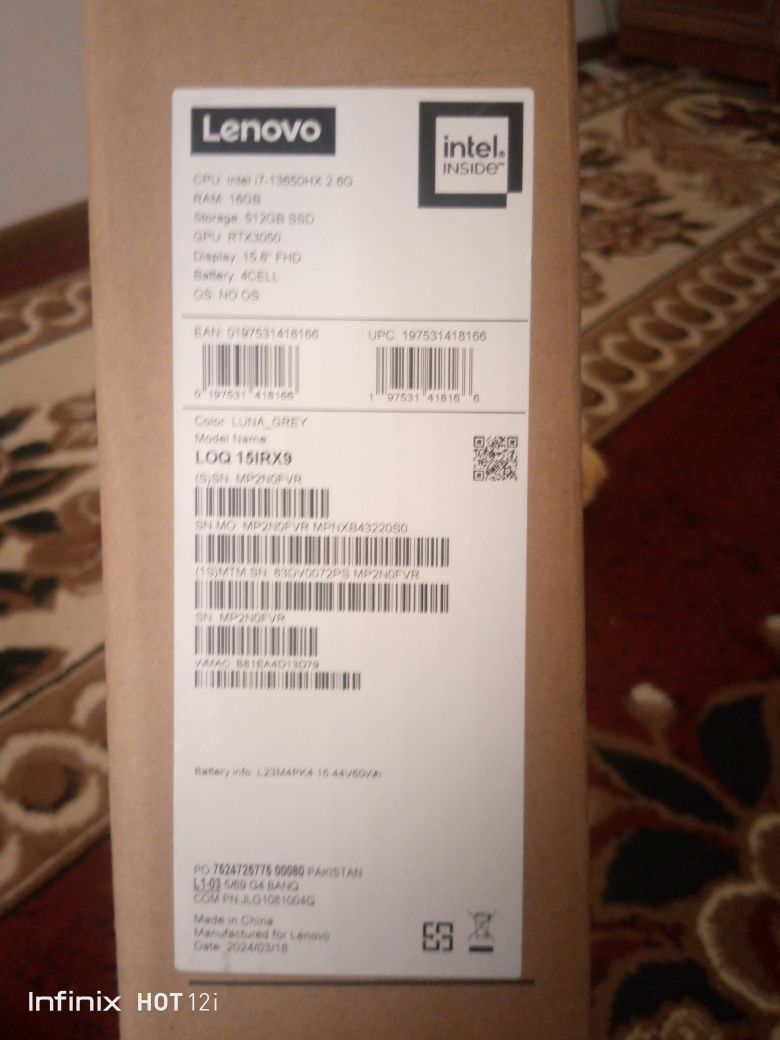 Lenovo
intel.
INSIDE™
CPU: Intel i7-13650HX 2.6G
RAM: 16GB
Storage: 512GB SSD
GPU: RTX3050
Display: 15.6" FHD
Battery: 4CELL
OS: NO OS
EAN: 0197531418166
UPC: 197531418166
0 197531 418166
1 97531 41816 6
Color: LUNA_GREY
Model Name:
LOQ 15IRX9
(S)SN: MP2N0FVR
SN MO: MP2N0FVR MPNXB43220S0
(1S)MTM SN: 83DV0072PS MP2N0FVR
SN: MP2N0FVR
WMAC: B81EA4D13D79
Battery info: L23M4PK4 15.44V60Wh
PO 7624725775 00080 PAKISTAN
L1-03 5/69 G4 BANQ
COM PN JLG1081004G
Made in China
Manufactured for Lenovo
Date: 2024/03/18
Infinix HOT 12i